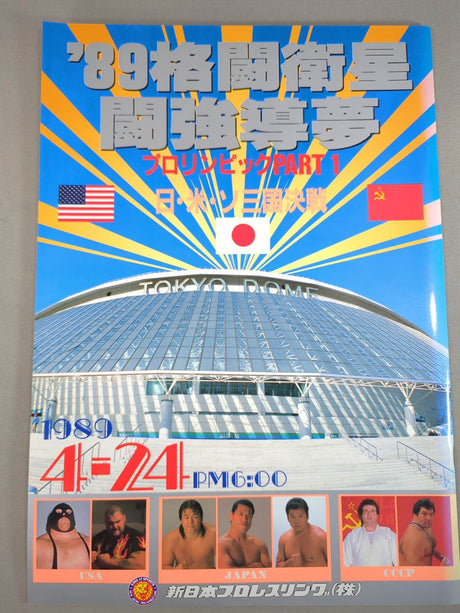 '89格闘衛星
闘強導夢
プロリンピックPART 1
日・米・ソ三国決戦
TOKYO DOME
1989
4-24 PM6:00
USA
JAPAN
CCCP
新日本プロレスリング(株)